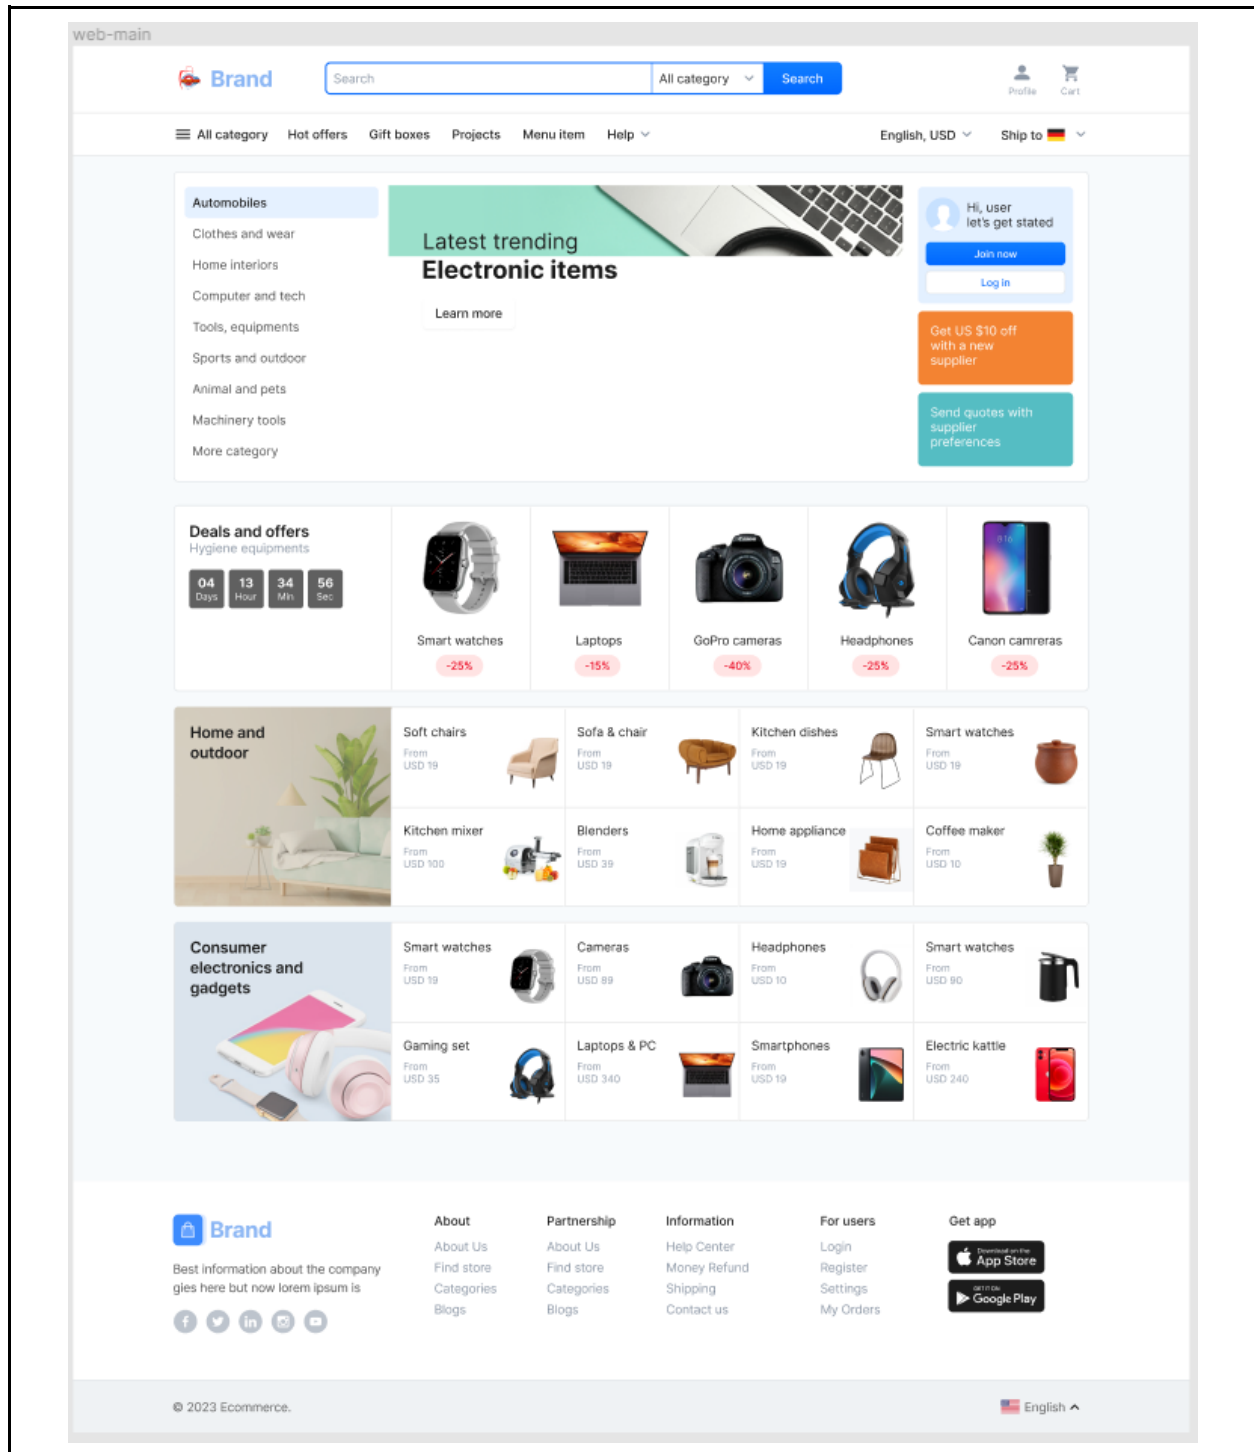 web-main
Brand
Search
All category
Search
Profile
Cart
All category
Hot offers
Gift boxes
Projects
Menu item
Help
English, USD
Ship to
Automobiles
Clothes and wear
Home interiors
Computer and tech
Tools, equipments
Sports and outdoor
Animal and pets
Machinery tools
More category
Latest trending
Electronic items
Learn more
Hi, user
let's get stated
Join now
Log in
Get US $10 off
with a new
supplier
Send quotes with
supplier
preferences
Deals and offers
Hygiene equipments
04 13 34 56
Days Hour Min Sec
Smart watches
-25%
Laptops
-15%
Canon
GoPro cameras
-40%
Headphones
-25%
Canon camreras
-25%
Home and
outdoor
Soft chairs
From
USD 19
Sofa & chair
From
USD 19
Kitchen dishes
From
USD 19
Smart watches
From
USD 19
Kitchen mixer
From
USD 100
Blenders
From
USD 39
Home appliance
From
USD 19
Coffee maker
From
USD 10
Consumer
electronics and
gadgets
Smart watches
From
USD 19
Cameras
From
USD 89
Headphones
From
USD 10
Smart watches
From
USD 90
Gaming set
From
USD 35
Laptops & PC
From
USD 340
Smartphones
From
USD 19
Electric kattle
From
USD 240
Brand
Best information about the company
gies here but now lorem ipsum is
About
About Us
Find store
Categories
Blogs
Partnership
About Us
Find store
Categories
Blogs
Information
Help Center
Money Refund
Shipping
Contact us
For users
Login
Register
Settings
My Orders
Get app
Download on the
App Store
GET IT ON
Google Play
© 2023 Ecommerce.
English